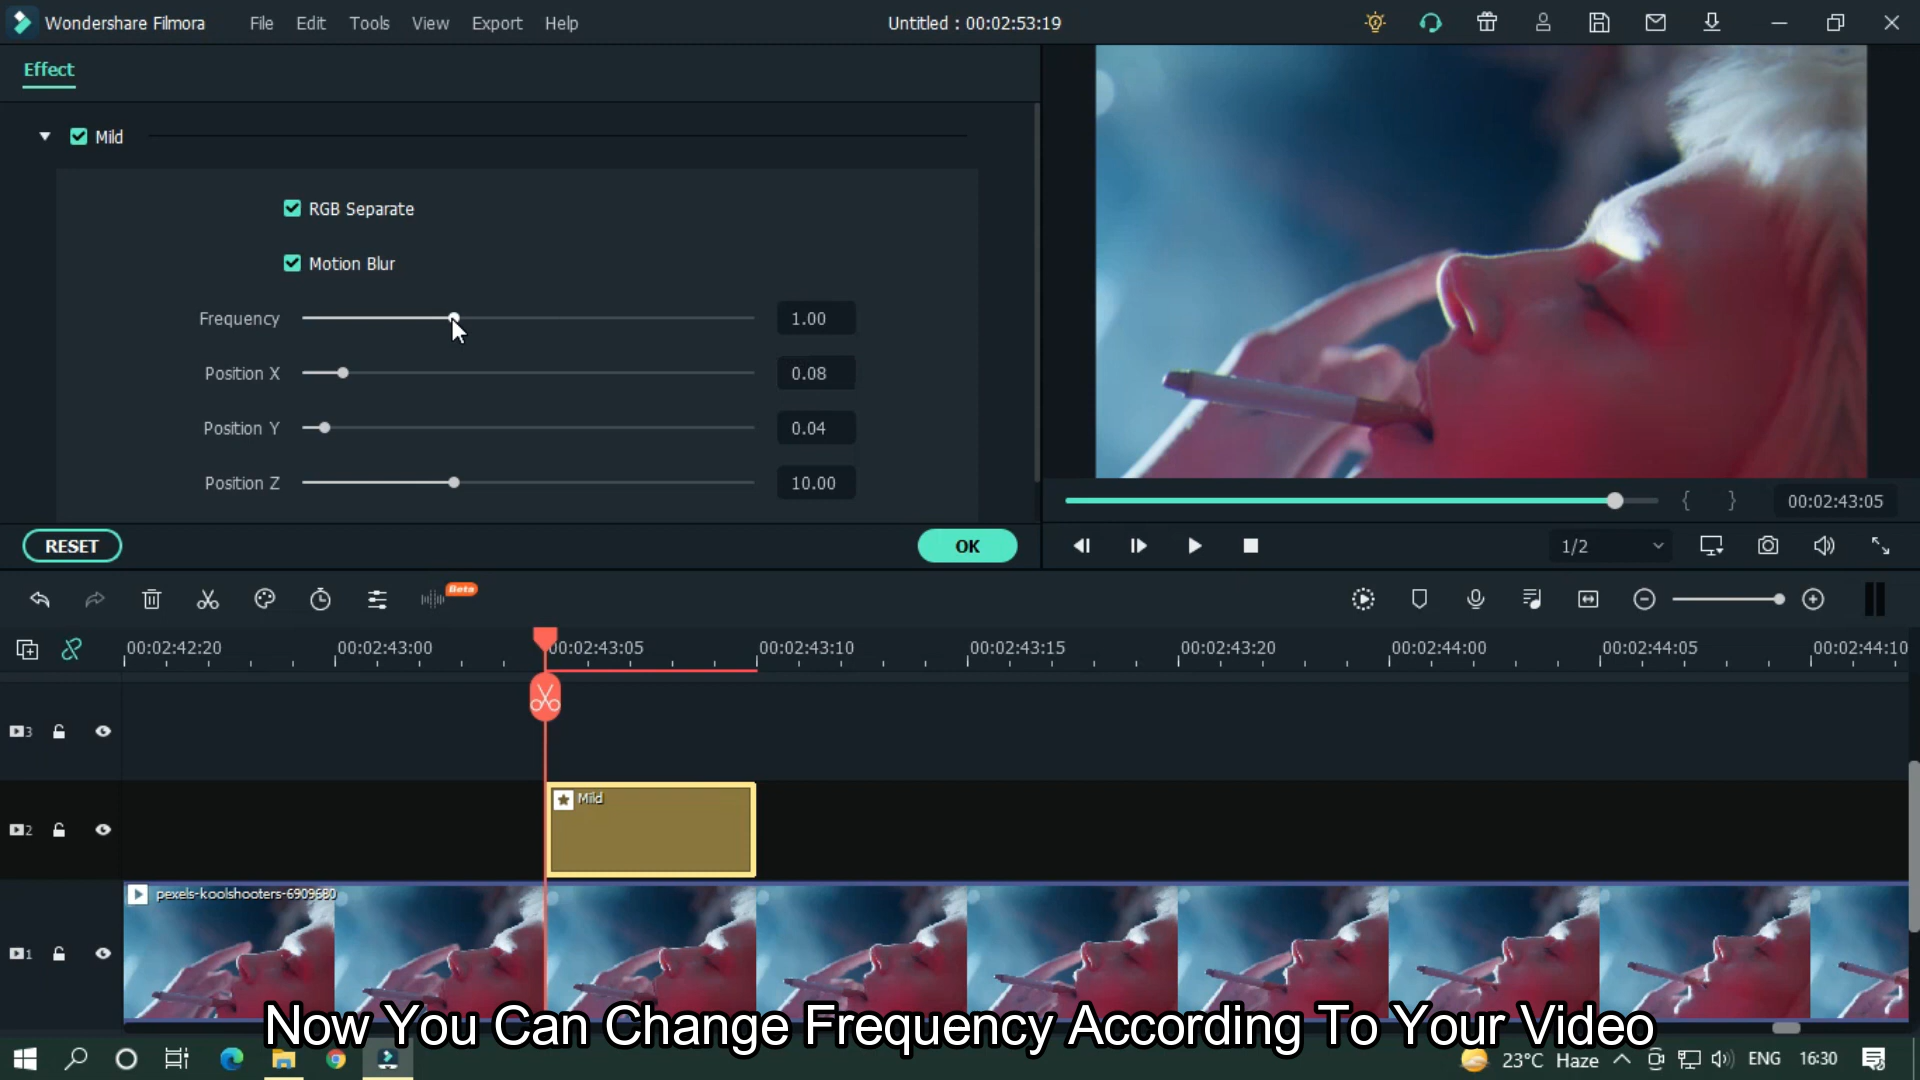 Wondershare Filmora File Edit Tools View Export Help Untitled : 00:02:53:19
Effect
Mild
RGB Separate
Motion Blur
Frequency 1.00
Position X 0.08
Position Y 0.04
Position Z 10.00
{ } 00:02:43:05
RESET OK 1/2
Beta
00:02:42:20 00:02:43:00 00:02:43:05 00:02:43:10 00:02:43:15 00:02:43:20 00:02:44:00 00:02:44:05 00:02:44:10
3
Mild
2
pexels-koolshooters-6909680
1
Now You Can Change Frequency According To Your Video
23°C Haze ENG 16:30